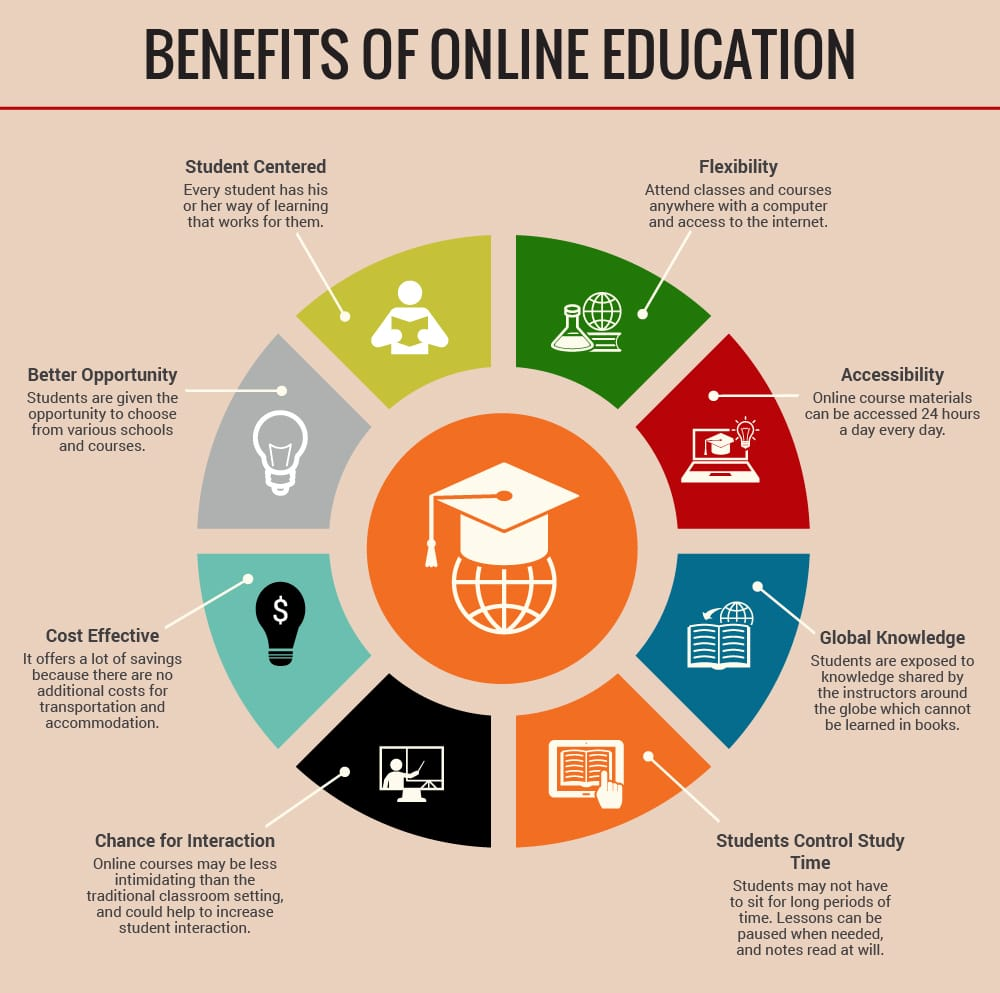 BENEFITS OF ONLINE EDUCATION
Student Centered
Every student has his
or her way of learning
that works for them.
Flexibility
Attend classes and courses
anywhere with a computer
and access to the internet.
Better Opportunity
Students are given the
opportunity to choose
from various schools
and courses.
Accessibility
Online course materials
can be accessed 24 hours
a day every day.
Cost Effective
It offers a lot of savings
because there are no
additional costs for
transportation and
accommodation.
$
Global Knowledge
Students are exposed to
knowledge shared by
the instructors around
the globe which cannot
be learned in books.
Chance for Interaction
Online courses may be less
intimidating than the
traditional classroom setting,
and could help to increase
student interaction.
Students Control Study
Time
Students may not have
to sit for long periods of
time. Lessons can be
paused when needed,
and notes read at will.